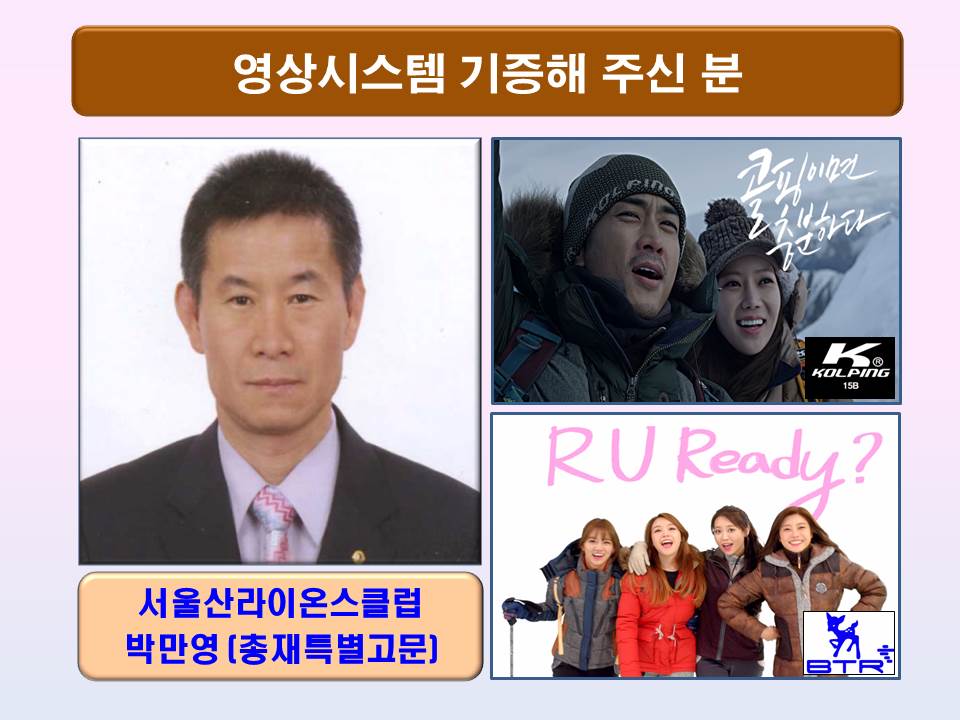 영상시스템 기증해 주신 분
콜핑이면
충분하다
KOLPING
K®
KOLPING
15B
R U Ready?
BTR
서울산라이온스클럽
박만영 (총재특별고문)